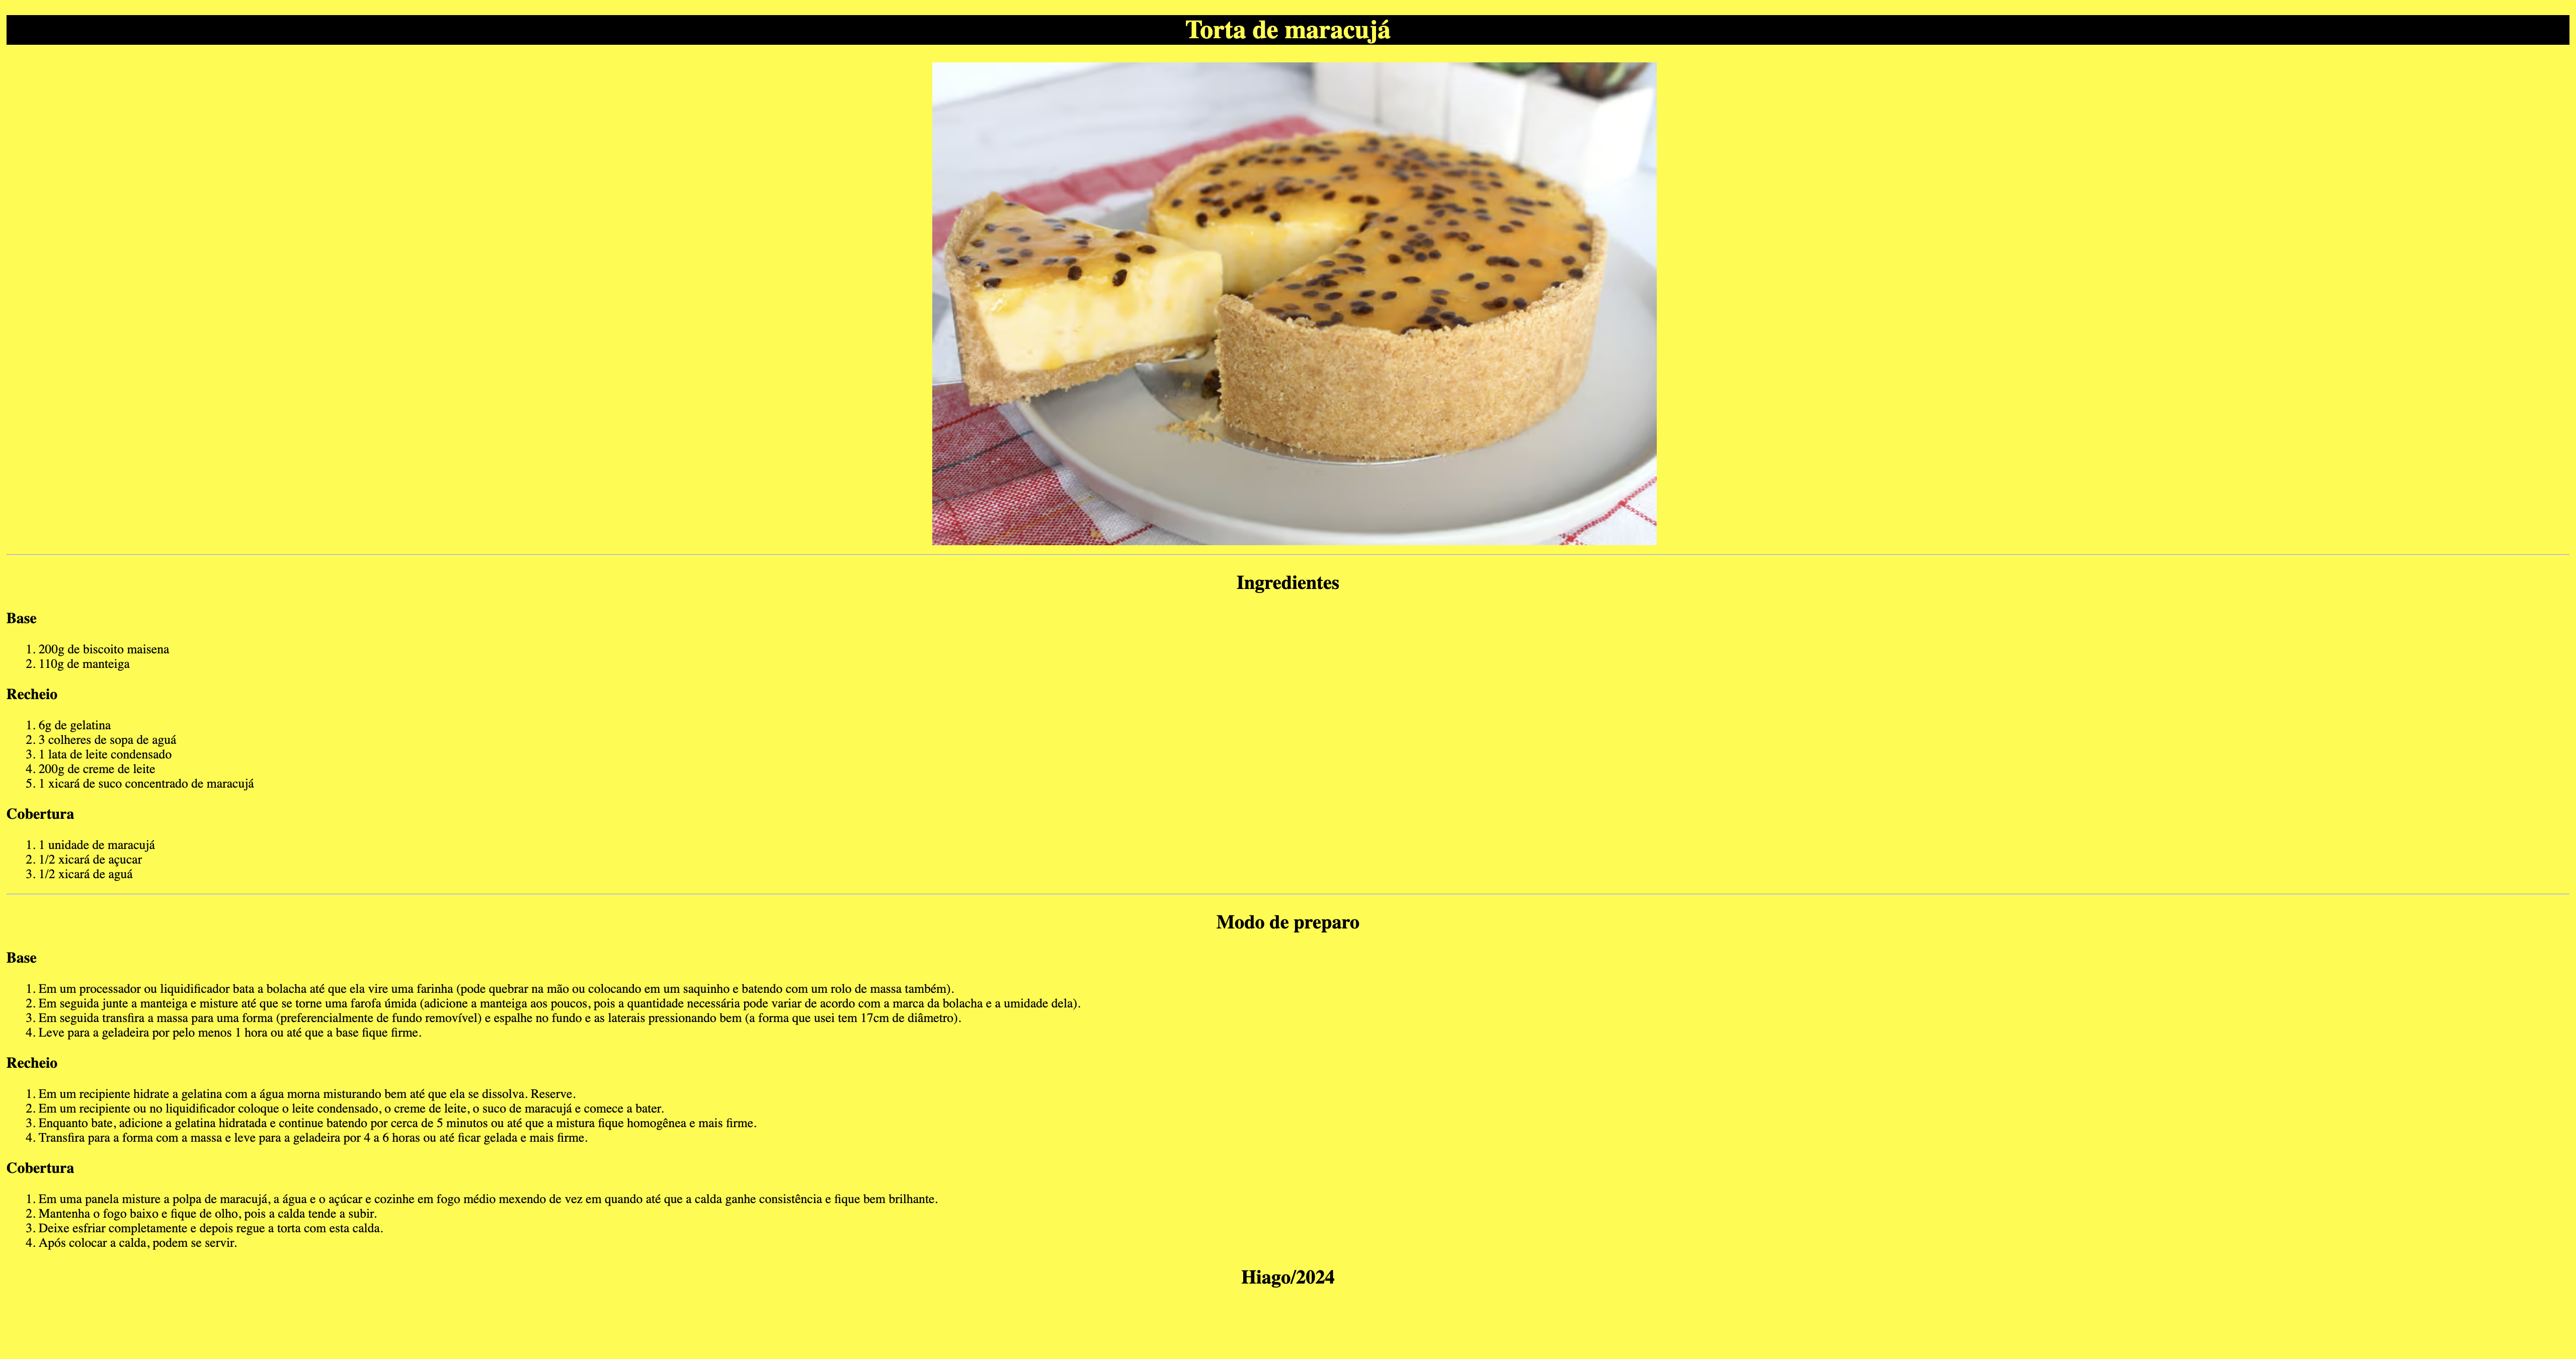 Torta de maracujá
Ingredientes
Base
1. 200g de biscoito maisena
2. 110g de manteiga
Recheio
1. 6g de gelatina
2. 3 colheres de sopa de aguá
3. 1 lata de leite condensado
4. 200g de creme de leite
5. 1 xicará de suco concentrado de maracujá
Cobertura
1. 1 unidade de maracujá
2. 1/2 xicará de açucar
3. 1/2 xicará de aguá
Modo de preparo
Base
1. Em um processador ou liquidificador bata a bolacha até que ela vire uma farinha (pode quebrar na mão ou colocando em um saquinho e batendo com um rolo de massa também).
2. Em seguida junte a manteiga e misture até que se torne uma farofa úmida (adicione a manteiga aos poucos, pois a quantidade necessária pode variar de acordo com a marca da bolacha e a umidade dela).
3. Em seguida transfira a massa para uma forma (preferencialmente de fundo removível) e espalhe no fundo e as laterais pressionando bem (a forma que usei tem 17cm de diâmetro).
4. Leve para a geladeira por pelo menos 1 hora ou até que a base fique firme.
Recheio
1. Em um recipiente hidrate a gelatina com a água morna misturando bem até que ela se dissolva. Reserve.
2. Em um recipiente ou no liquidificador coloque o leite condensado, o creme de leite, o suco de maracujá e comece a bater.
3. Enquanto bate, adicione a gelatina hidratada e continue batendo por cerca de 5 minutos ou até que a mistura fique homogênea e mais firme.
4. Transfira para a forma com a massa e leve para a geladeira por 4 a 6 horas ou até ficar gelada e mais firme.
Cobertura
1. Em uma panela misture a polpa de maracujá, a água e o açúcar e cozinhe em fogo médio mexendo de vez em quando até que a calda ganhe consistência e fique bem brilhante.
2. Mantenha o fogo baixo e fique de olho, pois a calda tende a subir.
3. Deixe esfriar completamente e depois regue a torta com esta calda.
4. Após colocar a calda, podem se servir.
Hiago/2024